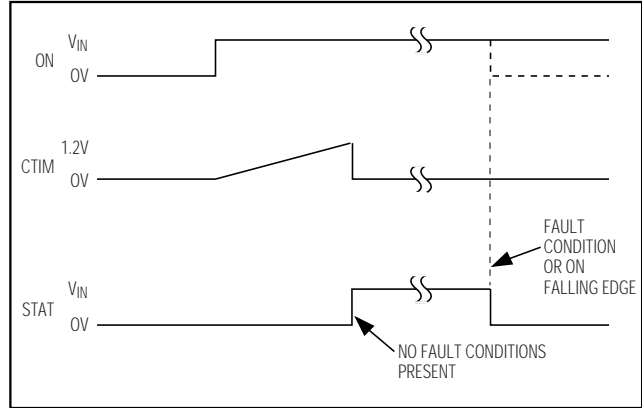 VIN
ON
0V
1.2V
CTIM
0V
FAULT
CONDITION
OR ON
FALLING EDGE
VIN
STAT
0V
NO FAULT CONDITIONS
PRESENT